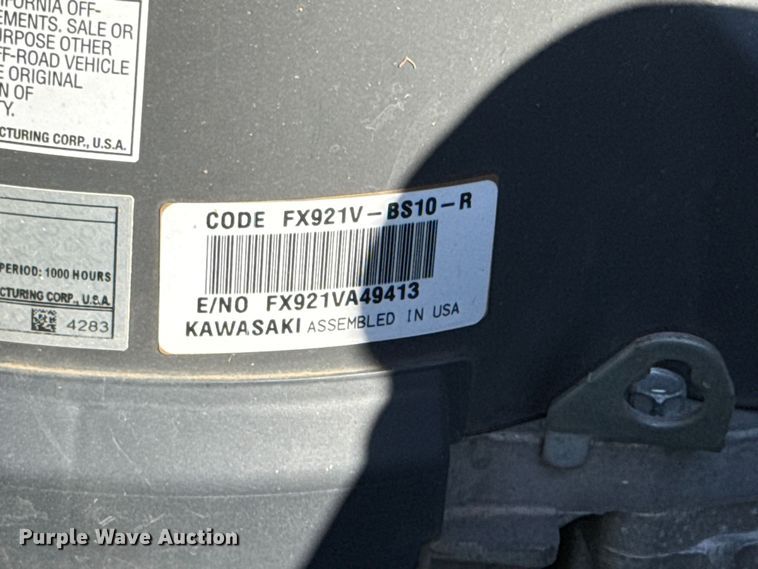 IFORNIA OFF-
EMENTS. SALE OR
URPOSE OTHER
FF-ROAD VEHICLE
E ORIGINAL
N OF
TY.
CTURING CORP., U.S.A.
PERIOD: 1000 HOURS
CTURING CORP., U.S.A.
4283
CODE FX921V-BS10-R
E/NO FX921VA49413
KAWASAKI ASSEMBLED IN USA
Purple Wave Auction